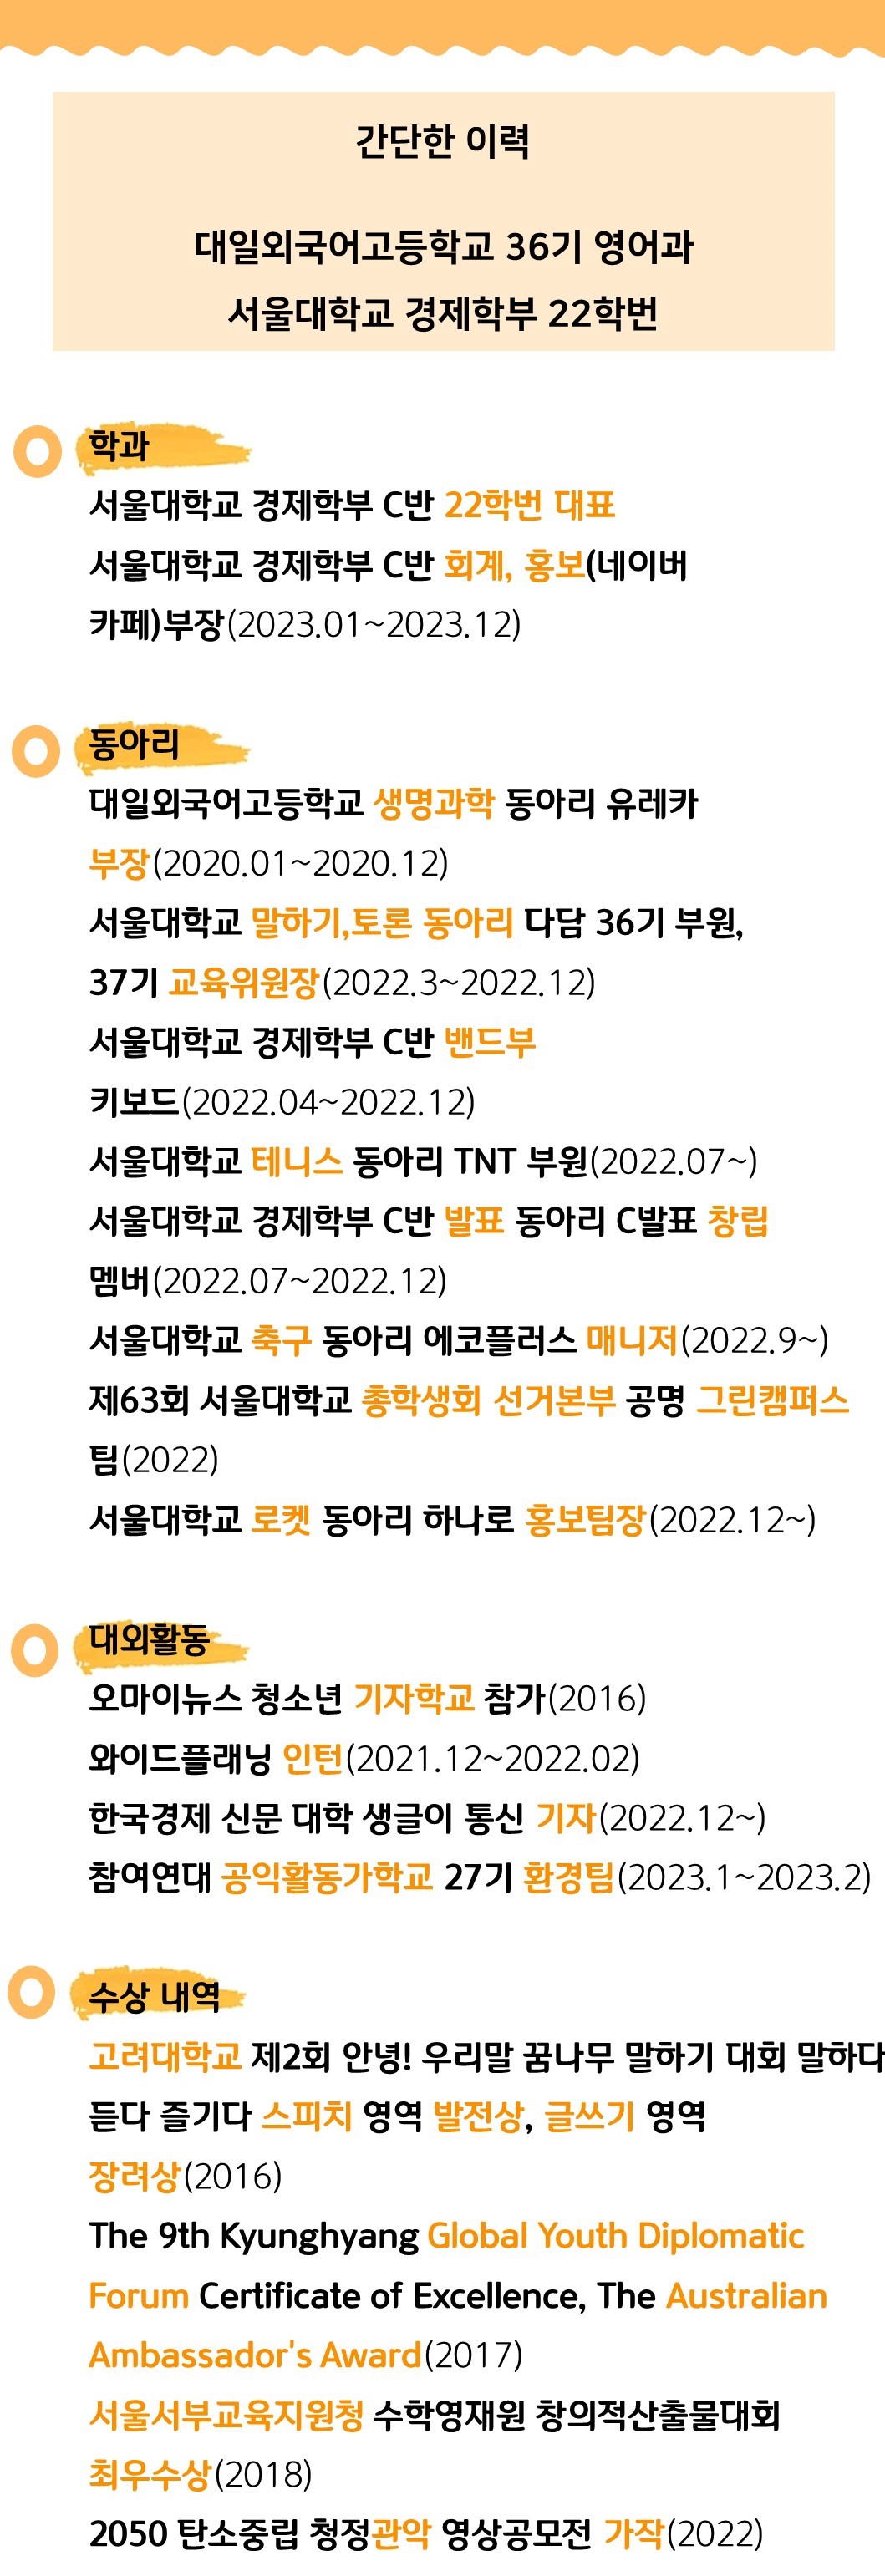 간단한 이력
대일외국어고등학교 36기 영어과
서울대학교 경제학부 22학번
학과
서울대학교 경제학부 C반 22학번 대표
서울대학교 경제학부 C반 회계, 홍보(네이버
카페)부장(2023.01~2023.12)
동아리
대일외국어고등학교 생명과학 동아리 유레카
부장(2020.01~2020.12)
서울대학교 말하기,토론 동아리 다담 36기 부원,
37기 교육위원장(2022.3~2022.12)
서울대학교 경제학부 C반 밴드부
키보드(2022.04~2022.12)
서울대학교 테니스 동아리 TNT 부원(2022.07~)
서울대학교 경제학부 C반 발표 동아리 C발표 창립
멤버(2022.07~2022.12)
서울대학교 축구 동아리 에코플러스 매니저(2022.9~)
제63회 서울대학교 총학생회 선거본부 공명 그린캠퍼스
팀(2022)
서울대학교 로켓 동아리 하나로 홍보팀장(2022.12~)
대외활동
오마이뉴스 청소년 기자학교 참가(2016)
와이드플래닝 인턴(2021.12~2022.02)
한국경제 신문 대학 생글이 통신 기자(2022.12~)
참여연대 공익활동가학교 27기 환경팀(2023.1~2023.2)
수상 내역
고려대학교 제2회 안녕! 우리말 꿈나무 말하기 대회 말하다
듣다 즐기다 스피치 영역 발전상, 글쓰기 영역
장려상(2016)
The 9th Kyunghyang Global Youth Diplomatic
Forum Certificate of Excellence, The Australian
Ambassador's Award(2017)
서울서부교육지원청 수학영재원 창의적산출물대회
최우수상(2018)
2050 탄소중립 청정관악 영상공모전 가작(2022)